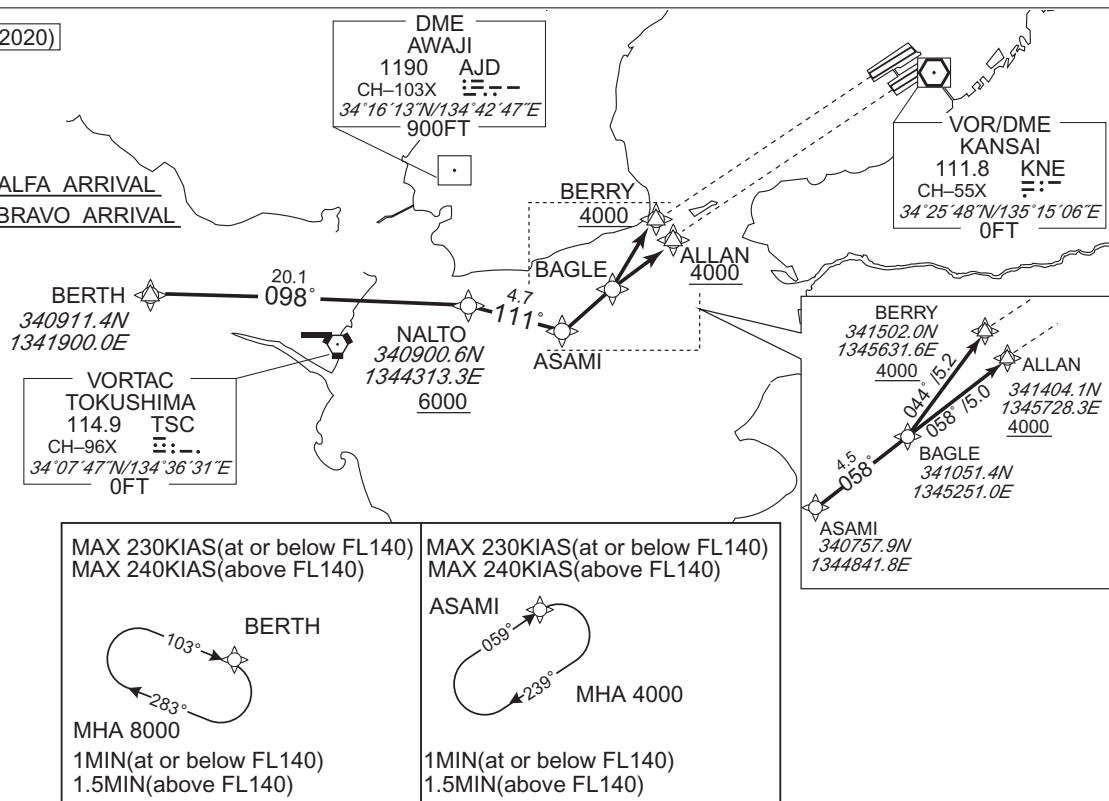 2020)
ALFA ARRIVAL
BRAVO ARRIVAL
DME
AWAJI
1190 AJD
CH–103X
34°16´13˝N/134°42´47˝E
900FT
VOR/DME
KANSAI
111.8 KNE
CH–55X
34°25´48˝N/135°15´06˝E
0FT
BERRY
4000
ALLAN
4000
BAGLE
BERTH
340911.4N
1341900.0E
20.1
098°
NALTO
340900.6N
1344313.3E
6000
4.7
111°
ASAMI
VORTAC
TOKUSHIMA
114.9 TSC
CH–96X
34°07´47˝N/134°36´31˝E
0FT
BERRY
341502.0N
1345631.6E
4000
044° /5.2
ALLAN
341404.1N
1345728.3E
4000
058° /5.0
BAGLE
341051.4N
1345251.0E
4.5
058°
ASAMI
340757.9N
1344841.8E
MAX 230KIAS(at or below FL140)
MAX 240KIAS(above FL140)
BERTH
103°
283°
MHA 8000
1MIN(at or below FL140)
1.5MIN(above FL140)
MAX 230KIAS(at or below FL140)
MAX 240KIAS(above FL140)
ASAMI
059°
239°
MHA 4000
1MIN(at or below FL140)
1.5MIN(above FL140)